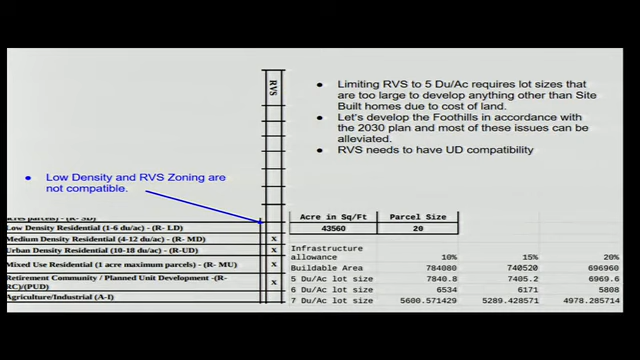 RVS
• Limiting RVS to 5 Du/Ac requires lot sizes that
are too large to develop anything other than Site
Built homes due to cost of land.
• Let's develop the Foothills in accordance with
the 2030 plan and most of these issues can be
alleviated.
• RVS needs to have UD compatibility
• Low Density and RVS Zoning are
not compatible.
acres parcels) - (R- SD)
Low Density Residential (1-6 du/ac) - (R- LD)
Medium Density Residential (4-12 du/ac) - (R- MD) X
Urban Density Residential (10-18 du/ac) - (R-UD)
Mixed Use Residential (1 acre maximum parcels) - (R- MU) X
Retirement Community / Planned Unit Development -(R-
RC)/(PUD) X
Agriculture/Industrial (A-I)
Acre in Sq/Ft Parcel Size
43560 20
Infrastructure
allowance 10% 15% 20%
Buildable Area 784080 740520 696960
5 Du/Ac lot size 7840.8 7405.2 6969.6
6 Du/Ac lot size 6534 6171 5808
7 Du/Ac lot size 5600.571429 5289.428571 4978.285714